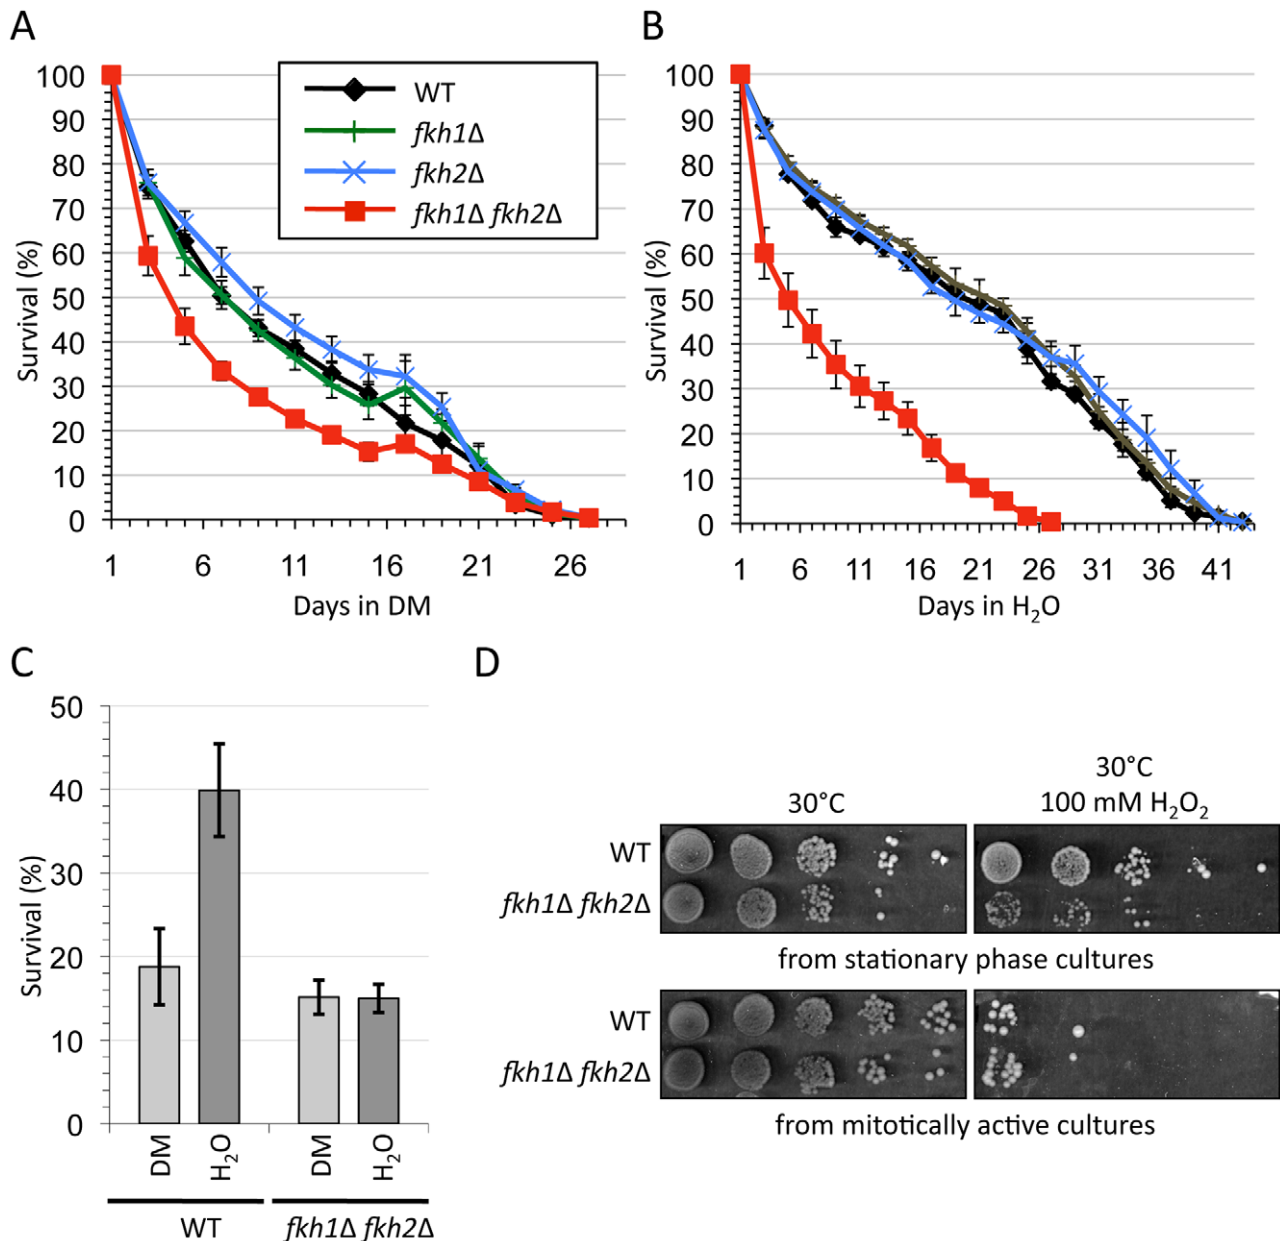 A
B
100
90
80
70
60
50
40
30
20
10
0
Survival (%)
WT
fkh1Δ
fkh2Δ
fkh1Δ fkh2Δ
1 6 11 16 21 26
Days in DM
100
90
80
70
60
50
40
30
20
10
0
Survival (%)
1 6 11 16 21 26 31 36 41
Days in H₂O
C
D
50
40
30
20
10
0
Survival (%)
DM
H₂O
DM
H₂O
WT
fkh1Δ fkh2Δ
30°C
30°C
100 mM H₂O₂
WT
fkh1Δ fkh2Δ
from stationary phase cultures
WT
fkh1Δ fkh2Δ
from mitotically active cultures